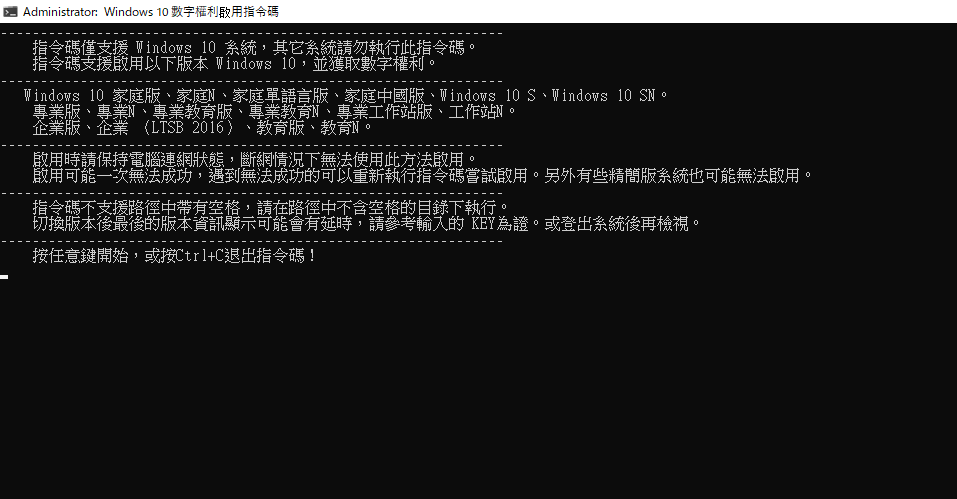 Administrator: Windows 10 數字權利啟用指令碼
---------------------------------------------------------------
指令碼僅支援 Windows 10 系統，其它系統請勿執行此指令碼。
指令碼支援啟用以下版本 Windows 10，並獲取數字權利。
---------------------------------------------------------------
Windows 10 家庭版、家庭N、家庭單語言版、家庭中國版、Windows 10 S、Windows 10 SN。
專業版、專業N、專業教育版、專業教育N、專業工作站版、工作站N。
企業版、企業 （LTSB 2016）、教育版、教育N。
---------------------------------------------------------------
啟用時請保持電腦連網狀態，斷網情況下無法使用此方法啟用。
啟用可能一次無法成功，遇到無法成功的可以重新執行指令碼嘗試啟用。另外有些精簡版系統也可能無法啟用。
---------------------------------------------------------------
指令碼不支援路徑中帶有空格，請在路徑中不含空格的目錄下執行。
切換版本後最後的版本資訊顯示可能會有延時，請參考輸入的 KEY為證。或登出系統後再檢視。
---------------------------------------------------------------
按任意鍵開始，或按Ctrl+C退出指令碼！